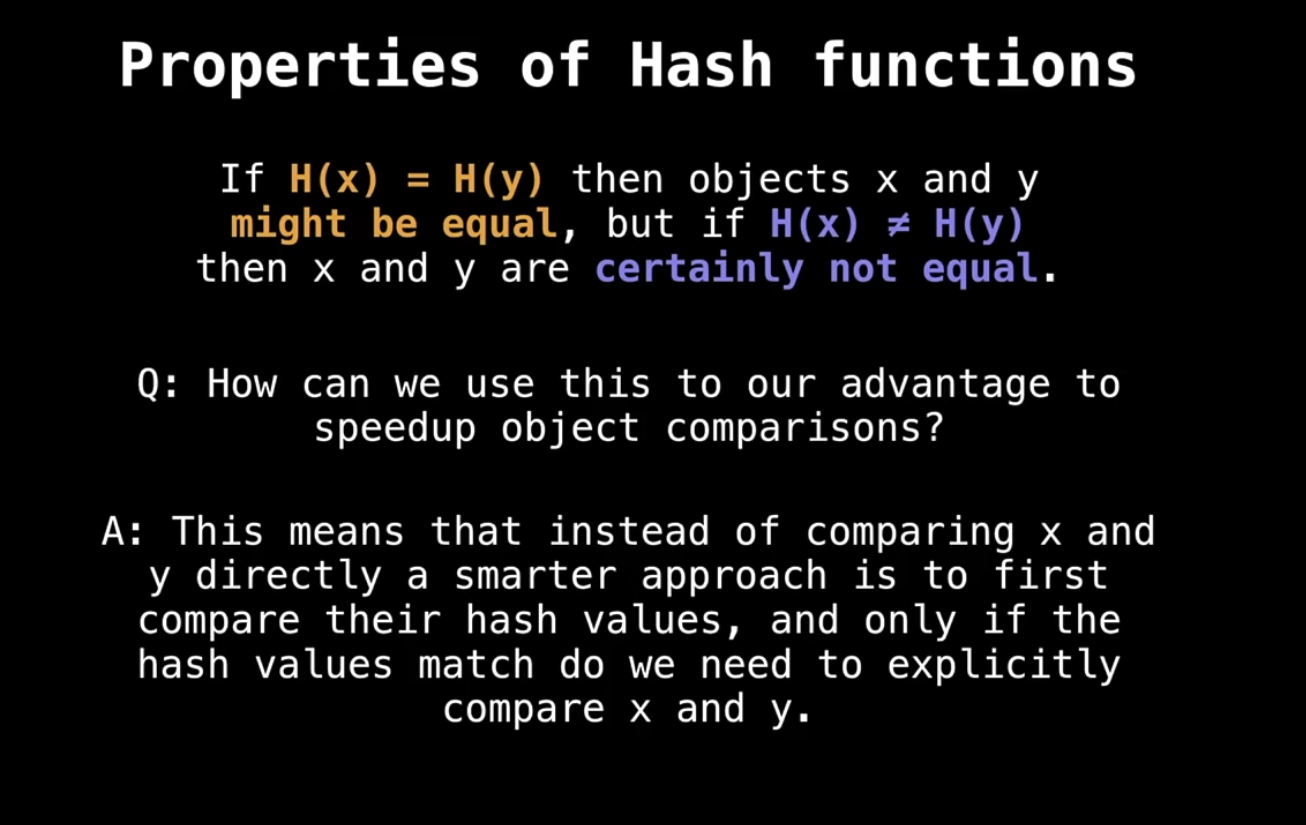 Properties of Hash functions
If H(x) = H(y) then objects x and y
might be equal, but if H(x) ≠ H(y)
then x and y are certainly not equal.
Q: How can we use this to our advantage to
speedup object comparisons?
A: This means that instead of comparing x and
y directly a smarter approach is to first
compare their hash values, and only if the
hash values match do we need to explicitly
compare x and y.